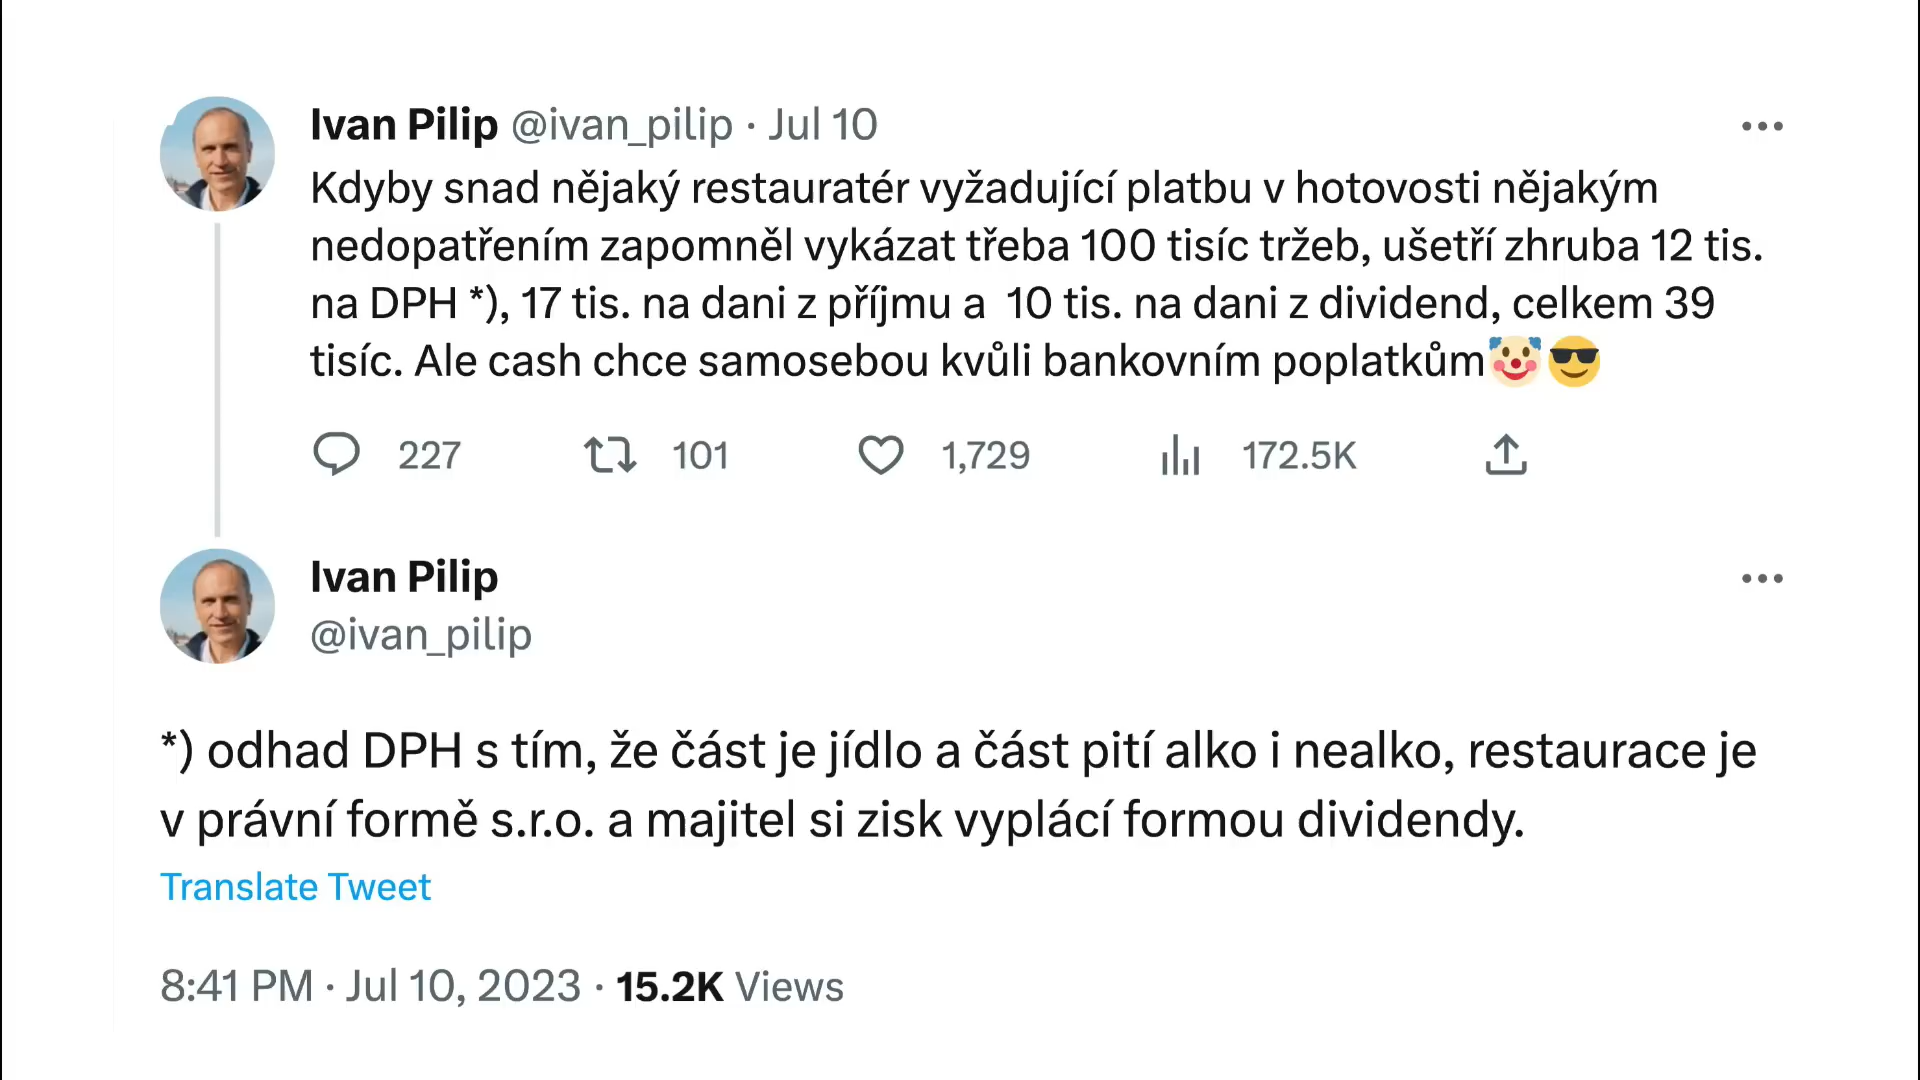 Ivan Pilip @ivan_pilip · Jul 10
Kdyby snad nějaký restauratér vyžadující platbu v hotovosti nějakým
nedopatřením zapomněl vykázat třeba 100 tisíc tržeb, ušetří zhruba 12 tis.
na DPH *), 17 tis. na dani z příjmu a  10 tis. na dani z dividend, celkem 39
tisíc. Ale cash chce samosebou kvůli bankovním poplatkům🤡😎
227 101 1,729 172.5K
Ivan Pilip
@ivan_pilip
*) odhad DPH s tím, že část je jídlo a část pití alko i nealko, restaurace je
v právní formě s.r.o. a majitel si zisk vyplácí formou dividendy.
Translate Tweet
8:41 PM · Jul 10, 2023 · 15.2K Views